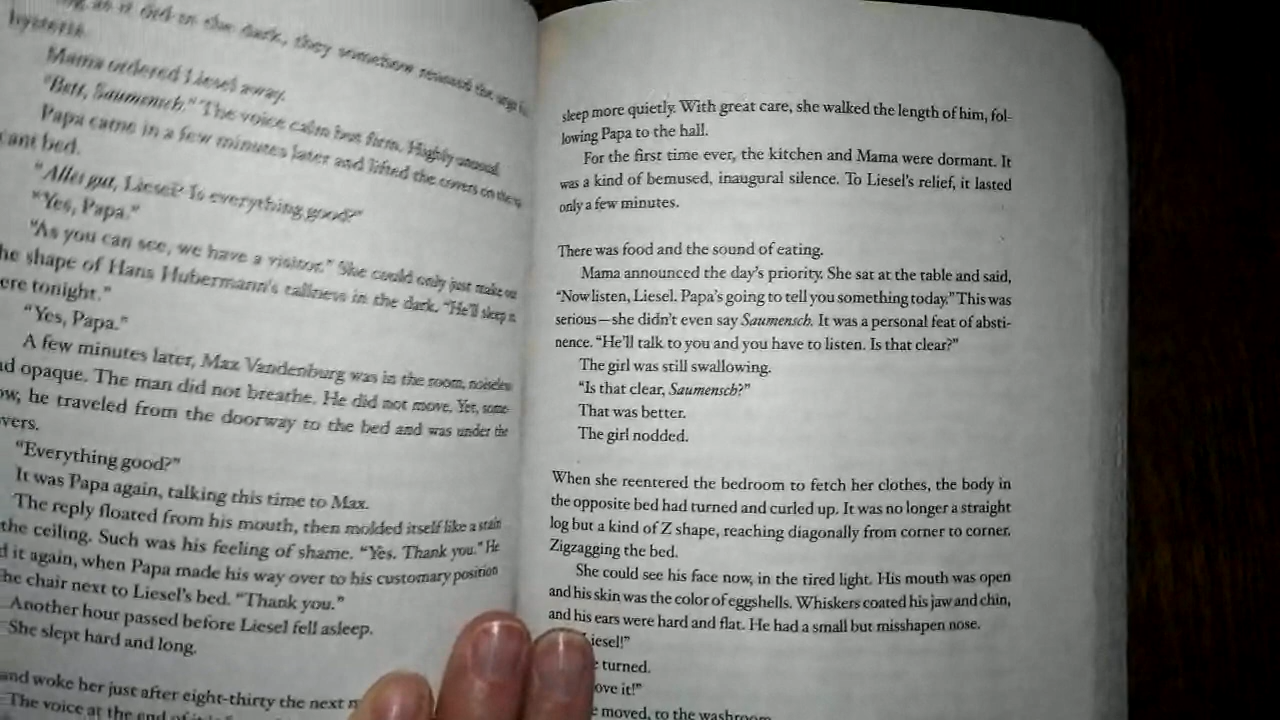 as it did in the dark, they somehow
hysteria.
Mama ordered Liesel away.
"Bett, Saumensch." The voice calm but firm. Highly unusual.
Papa came in a few minutes later and lifted the covers on the
cant bed.
"Alles gut, Liesel? Is everything good?"
"Yes, Papa."
"As you can see, we have a visitor." She could only just make out
he shape of Hans Hubermann's tallness in the dark. "He'll sleep
ere tonight."
"Yes, Papa."
A few minutes later, Max Vandenburg was in the room, noiseless
nd opaque. The man did not breathe. He did not move. Yes, some-
ow, he traveled from the doorway to the bed and was under the
vers.
"Everything good?"
It was Papa again, talking this time to Max.
The reply floated from his mouth, then molded itself like a stain
the ceiling. Such was his feeling of shame. "Yes. Thank you." He
d it again, when Papa made his way over to his customary position
he chair next to Liesel's bed. "Thank you."
Another hour passed before Liesel fell asleep.
She slept hard and long.
and woke her just after eight-thirty the next
The voice at the end of it
sleep more quietly. With great care, she walked the length of him, fol-
lowing Papa to the hall.
For the first time ever, the kitchen and Mama were dormant. It
was a kind of bemused, inaugural silence. To Liesel's relief, it lasted
only a few minutes.
There was food and the sound of eating.
Mama announced the day's priority. She sat at the table and said,
"Now listen, Liesel. Papa's going to tell you something today." This was
serious—she didn't even say Saumensch. It was a personal feat of absti-
nence. "He'll talk to you and you have to listen. Is that clear?"
The girl was still swallowing.
"Is that clear, Saumensch?"
That was better.
The girl nodded.
When she reentered the bedroom to fetch her clothes, the body in
the opposite bed had turned and curled up. It was no longer a straight
log but a kind of Z shape, reaching diagonally from corner to corner.
Zigzagging the bed.
She could see his face now, in the tired light. His mouth was open
and his skin was the color of eggshells. Whiskers coated his jaw and chin,
and his ears were hard and flat. He had a small but misshapen nose.
iesel!"
e turned.
ove it!"
e moved, to the washroom.